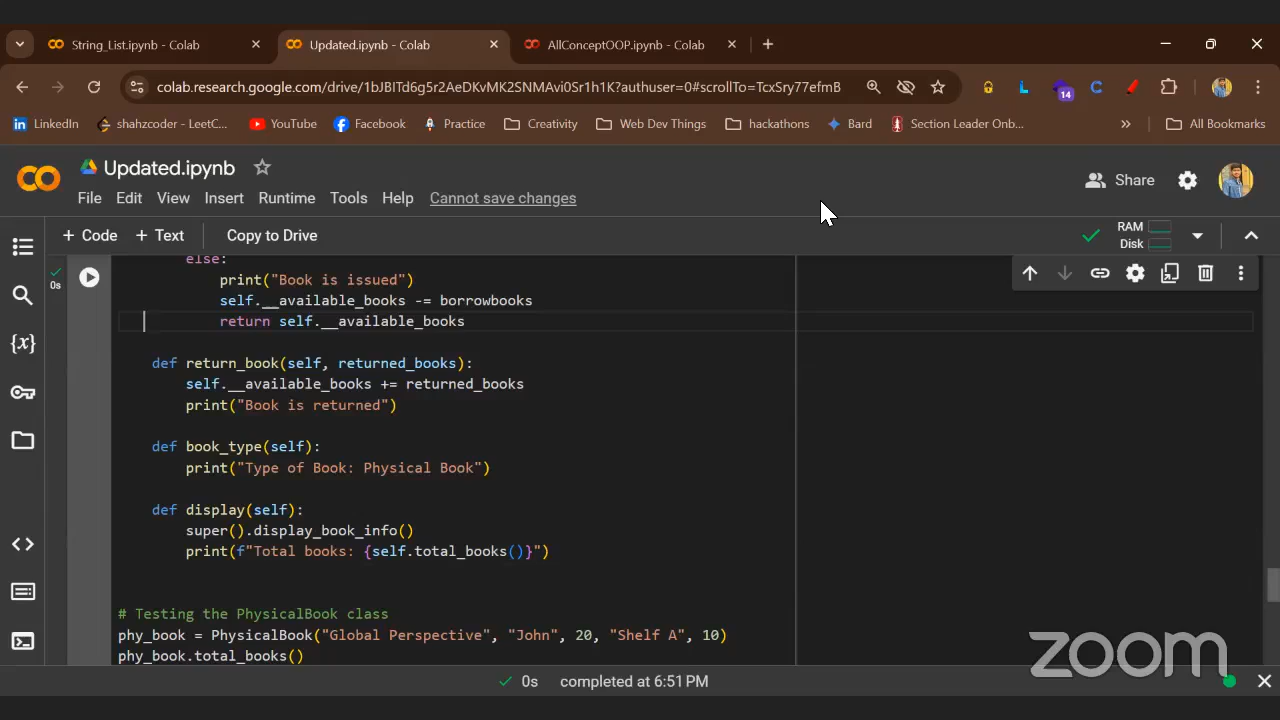 String_List.ipynb - Colab
Updated.ipynb - Colab
AllConceptOOP.ipynb - Colab
colab.research.google.com/drive/1bJBlTd6g5r2AeDKvMK2SNMAvi0Sr1h1K?authuser=0#scrollTo=TcxSry77efmB
14
LinkedIn
shahzcoder - LeetC...
YouTube
Facebook
Practice
Creativity
Web Dev Things
hackathons
Bard
Section Leader Onb...
All Bookmarks
Updated.ipynb
Share
File Edit View Insert Runtime Tools Help Cannot save changes
+ Code + Text Copy to Drive
RAM
Disk
0s
else:
print("Book is issued")
self.__available_books -= borrowbooks
return self.__available_books
def return_book(self, returned_books):
self.__available_books += returned_books
print("Book is returned")
def book_type(self):
print("Type of Book: Physical Book")
def display(self):
super().display_book_info()
print(f"Total books: {self.total_books()}")
# Testing the PhysicalBook class
phy_book = PhysicalBook("Global Perspective", "John", 20, "Shelf A", 10)
phy_book.total_books()
zoom
0s completed at 6:51 PM